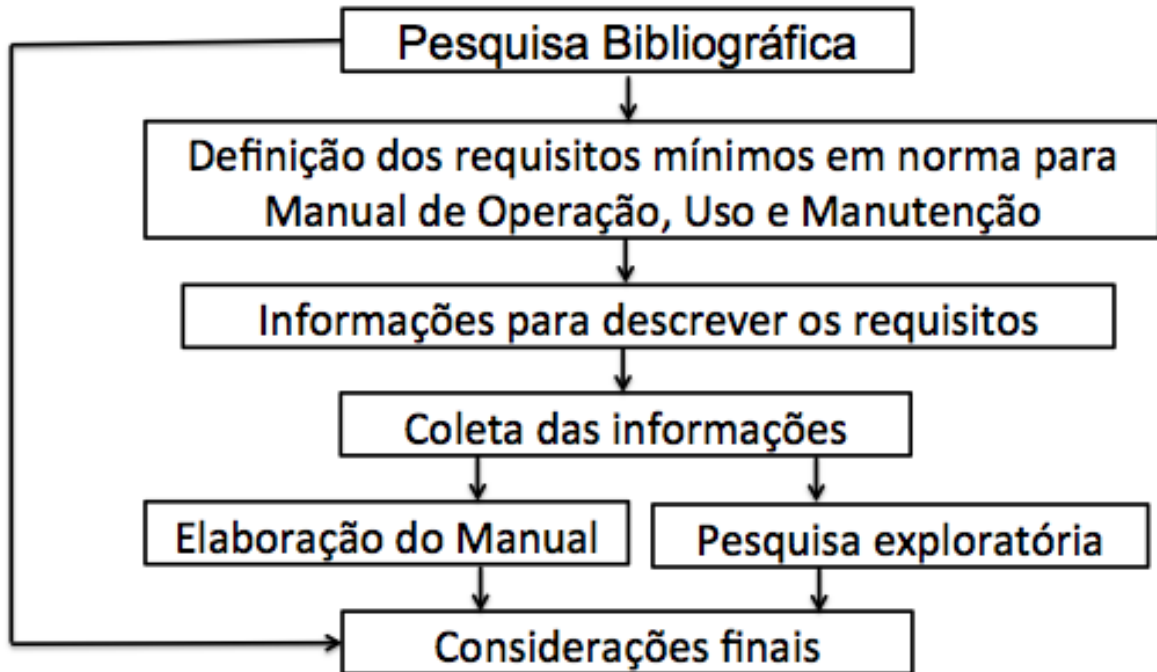 Pesquisa Bibliográfica
Definição dos requisitos mínimos em norma para
Manual de Operação, Uso e Manutenção
Informações para descrever os requisitos
Coleta das informações
Elaboração do Manual
Pesquisa exploratória
Considerações finais